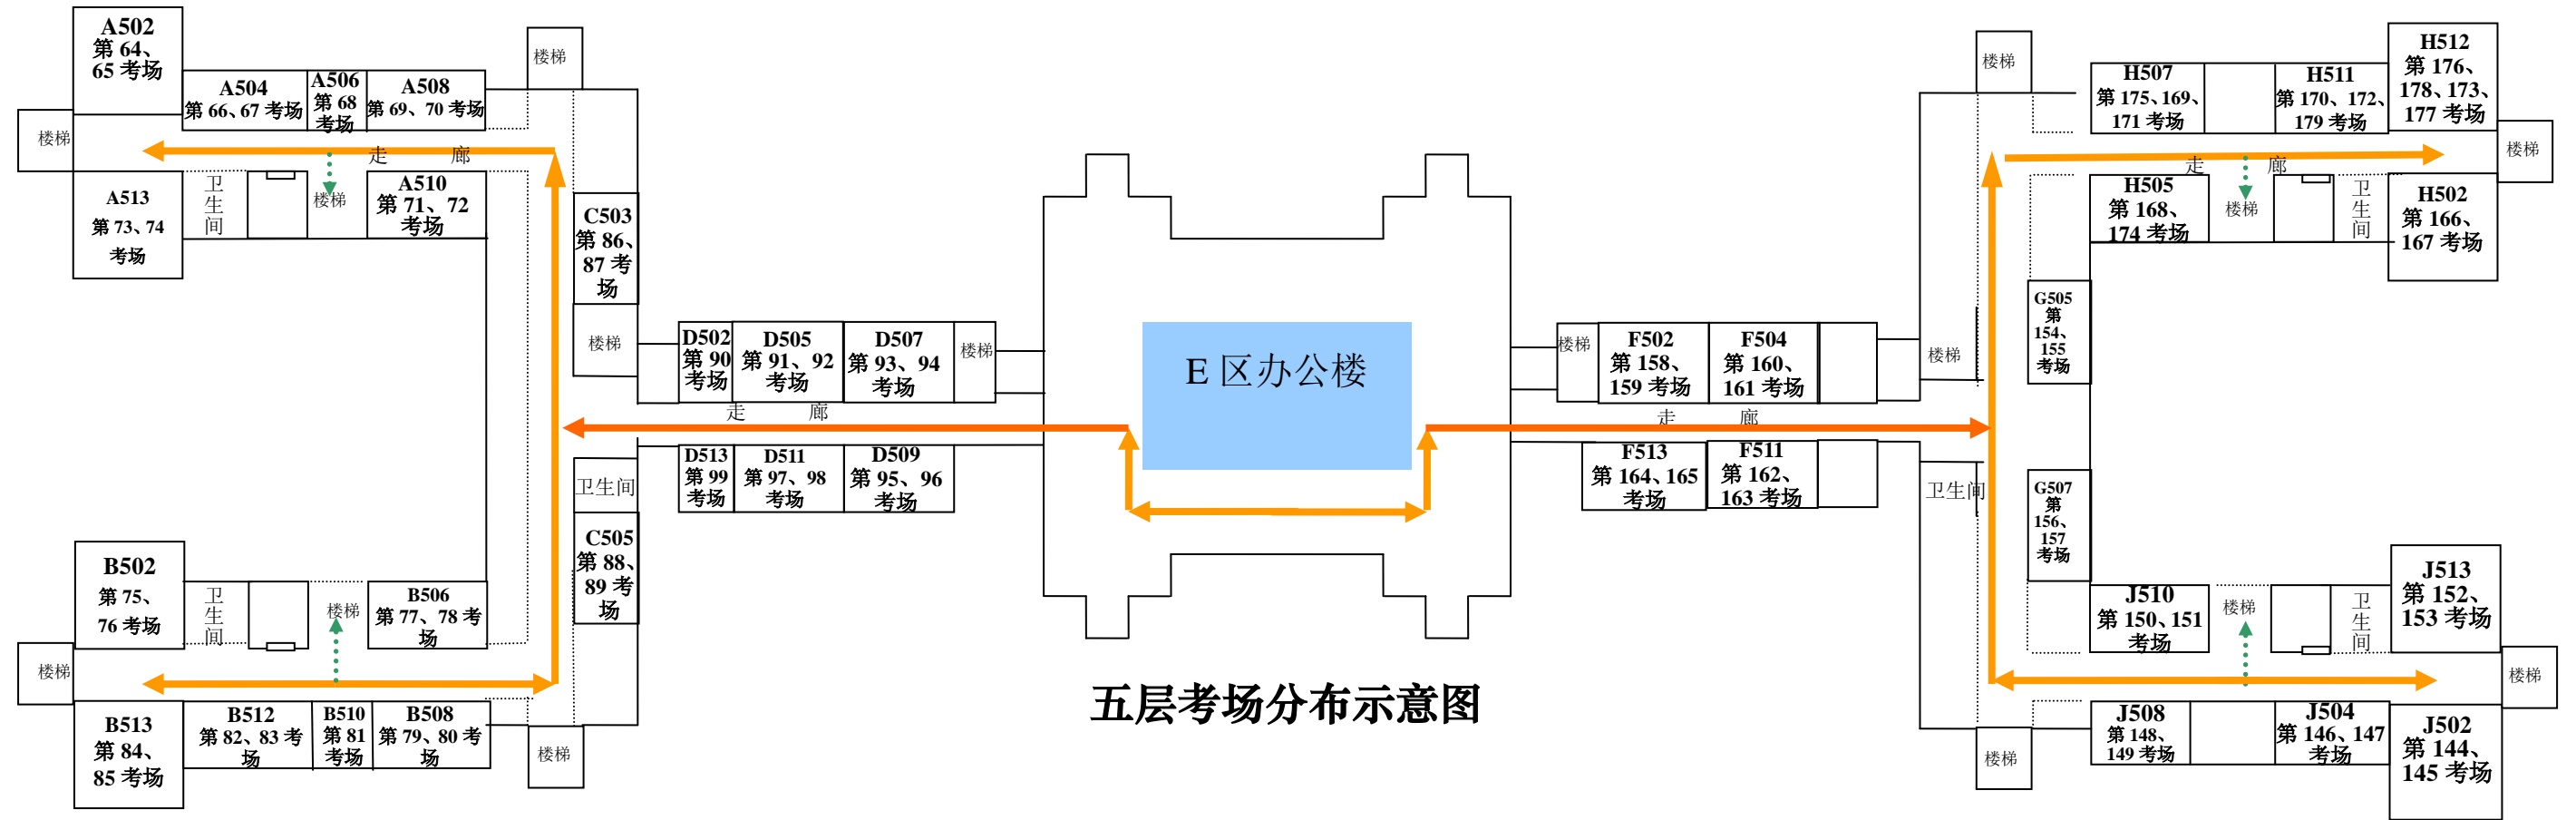 A502
第 64、
65 考场
A504
第 66、67 考场
A506
第 68
考场
A508
第 69、70 考场
楼梯
楼梯
走 廊
A513
第 73、74
考场
卫
生
间
楼梯
A510
第 71、72
考场
C503
第 86、
87 考
场
楼梯
D502
第 90
考场
D505
第 91、92
考场
D507
第 93、94
考场
楼梯
走 廊
D513
第 99
考场
D511
第 97、98
考场
D509
第 95、96
考场
卫生间
C505
第 88、
89 考
场
B502
第 75、
76 考场
卫
生
间
楼梯
B506
第 77、78 考
场
楼梯
B513
第 84、
85 考场
B512
第 82、83 考
场
B510
第 81
考场
B508
第 79、80 考
场
楼梯
E 区办公楼
五层考场分布示意图
楼梯
F502
第 158、
159 考场
F504
第 160、
161 考场
走 廊
F513
第 164、165
考场
F511
第 162、
163 考场
楼梯
楼梯
卫生间
H507
第 175、169、
171 考场
H511
第 170、172、
179 考场
H512
第 176、
178、173、
177 考场
楼梯
走 廊
H505
第 168、
174 考场
楼梯
卫
生
间
H502
第 166、
167 考场
G505
第
154、
155
考场
G507
第
156、
157
考场
J510
第 150、151
考场
楼梯
卫
生
间
J513
第 152、
153 考场
楼梯
J508
第 148、
149 考场
J504
第 146、147
考场
J502
第 144、
145 考场
楼梯